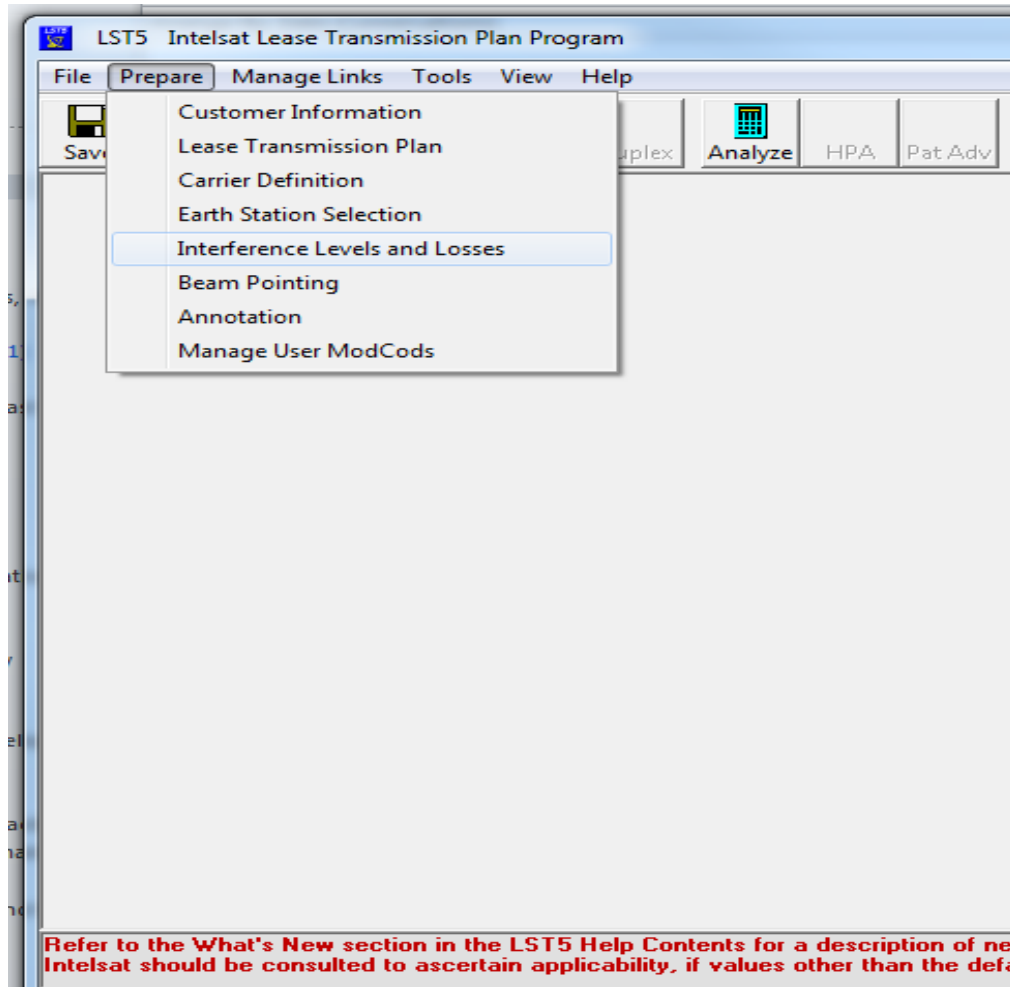 LST5 Intelsat Lease Transmission Plan Program
File Prepare Manage Links Tools View Help
Customer Information
Lease Transmission Plan
Carrier Definition
Earth Station Selection
Interference Levels and Losses
Beam Pointing
Annotation
Manage User ModCods
Analyze HPA Pat Adv
Refer to the What's New section in the LST5 Help Contents for a description of
Intelsat should be consulted to ascertain applicability, if values other than the